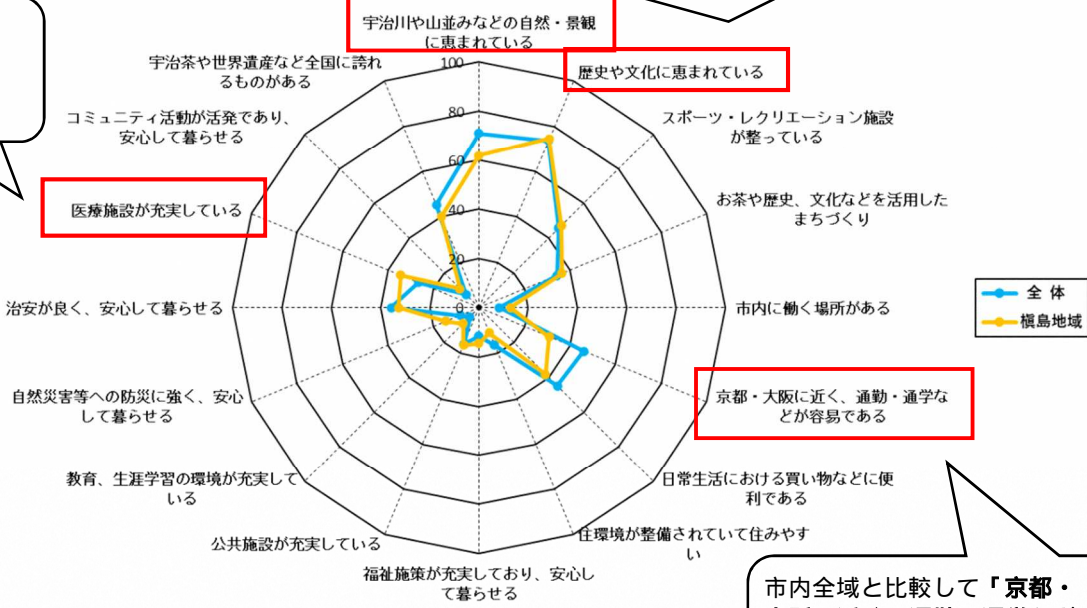 宇治川や山並みなどの自然・景観
に恵まれている
歴史や文化に恵まれている
スポーツ・レクリエーション施設
が整っている
お茶や歴史、文化などを活用した
まちづくり
市内に働く場所がある
京都・大阪に近く、通勤・通学な
どが容易である
日常生活における買い物などに便
利である
住環境が整備されていて住みやす
い
福祉施策が充実しており、安心し
て暮らせる
公共施設が充実している
教育、生涯学習の環境が充実して
いる
自然災害等への防災に強く、安心
して暮らせる
治安が良く、安心して暮らせる
医療施設が充実している
コミュニティ活動が活発であり、
安心して暮らせる
宇治茶や世界遺産など全国に誇れ
るものがある
100
80
60
40
20
0
全 体
槇島地域
市内全域と比較して「京都・